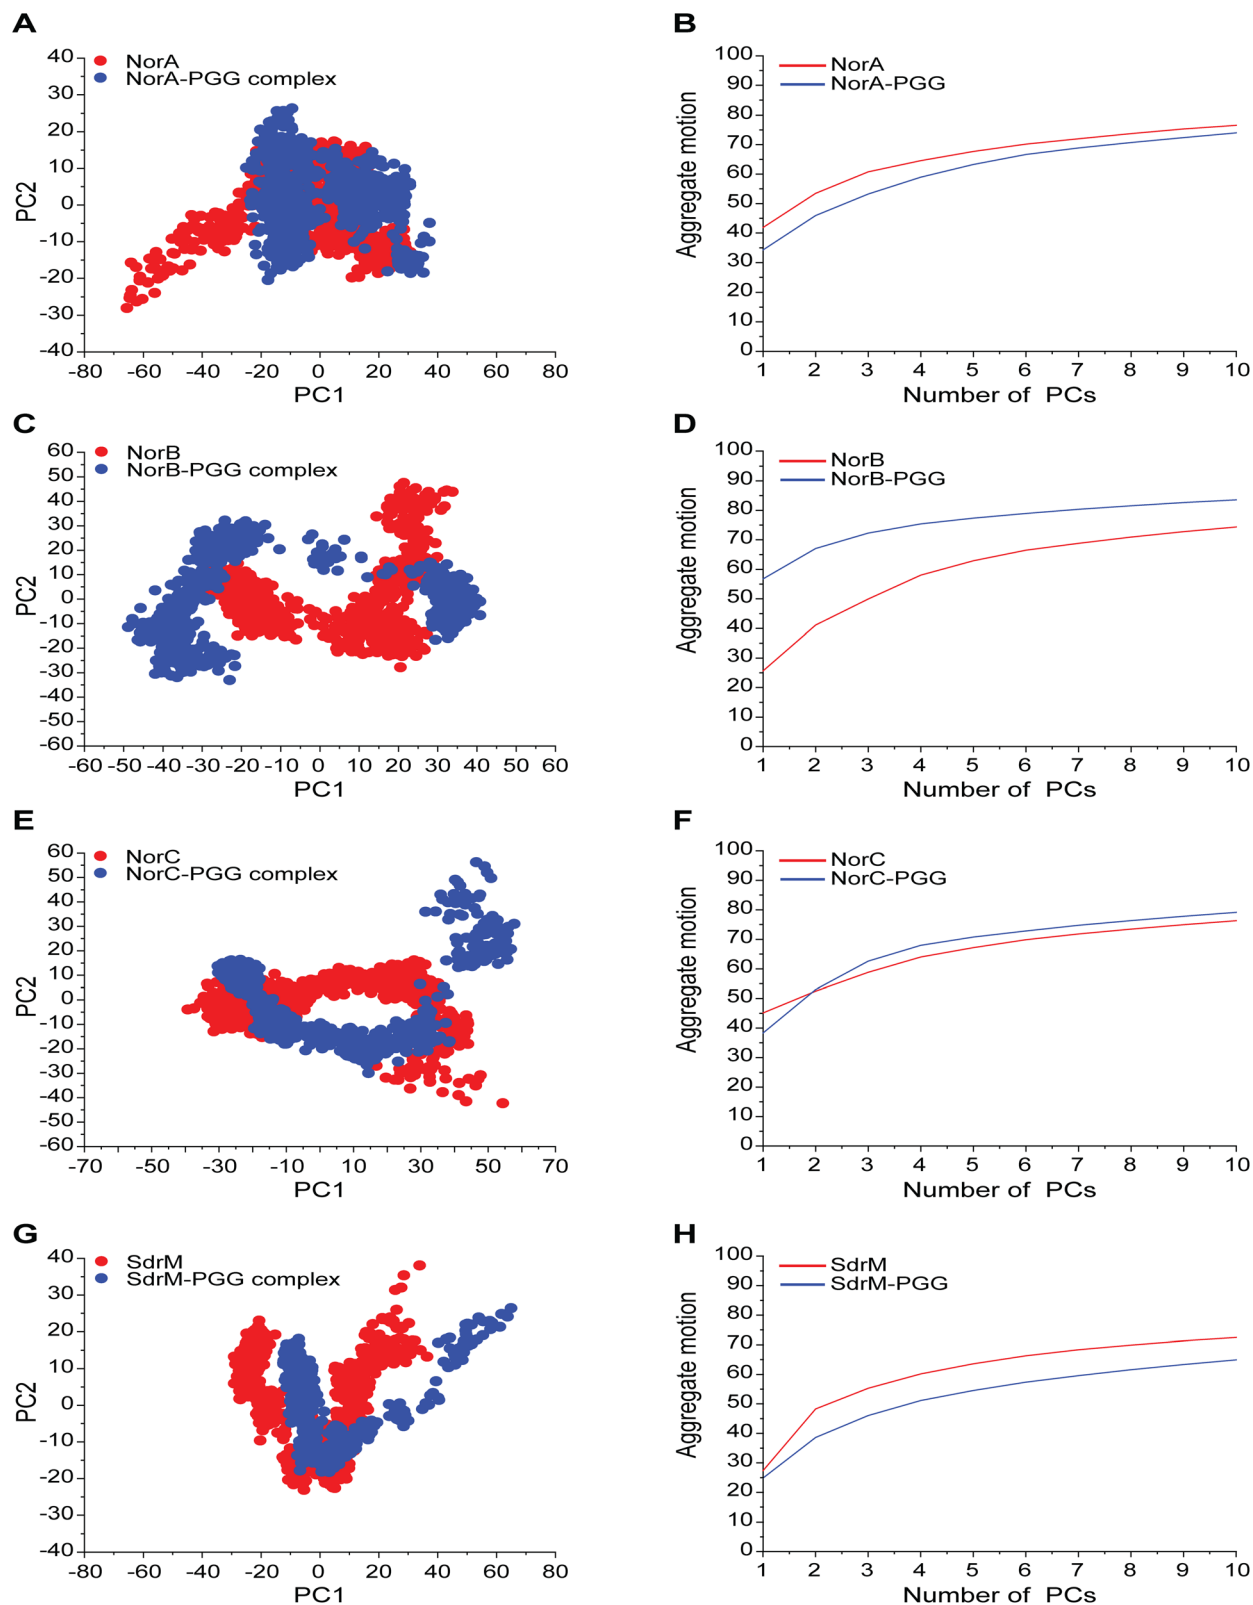 A
NorA
NorA-PGG complex
40
30
20
10
0
-10
-20
-30
-40
PC2
-80 -60 -40 -20 0 20 40 60 80
PC1
B
NorA
NorA-PGG
100
90
80
70
60
50
40
30
20
10
0
Aggregate motion
1 2 3 4 5 6 7 8 9 10
Number of PCs
C
NorB
NorB-PGG complex
60
50
40
30
20
10
0
-10
-20
-30
-40
-50
-60
PC2
-60 -50 -40 -30 -20 -10 0 10 20 30 40 50 60
PC1
D
NorB
NorB-PGG
100
90
80
70
60
50
40
30
20
10
0
Aggregate motion
1 2 3 4 5 6 7 8 9 10
Number of PCs
E
NorC
NorC-PGG complex
60
50
40
30
20
10
0
-10
-20
-30
-40
-50
-60
PC2
-70 -50 -30 -10 10 30 50 70
PC1
F
NorC
NorC-PGG
100
90
80
70
60
50
40
30
20
10
0
Aggregate motion
1 2 3 4 5 6 7 8 9 10
Number of PCs
G
SdrM
SdrM-PGG complex
40
30
20
10
0
-10
-20
-30
-40
PC2
-80 -60 -40 -20 0 20 40 60 80
PC1
H
SdrM
SdrM-PGG
100
90
80
70
60
50
40
30
20
10
0
Aggregate motion
1 2 3 4 5 6 7 8 9 10
Number of PCs